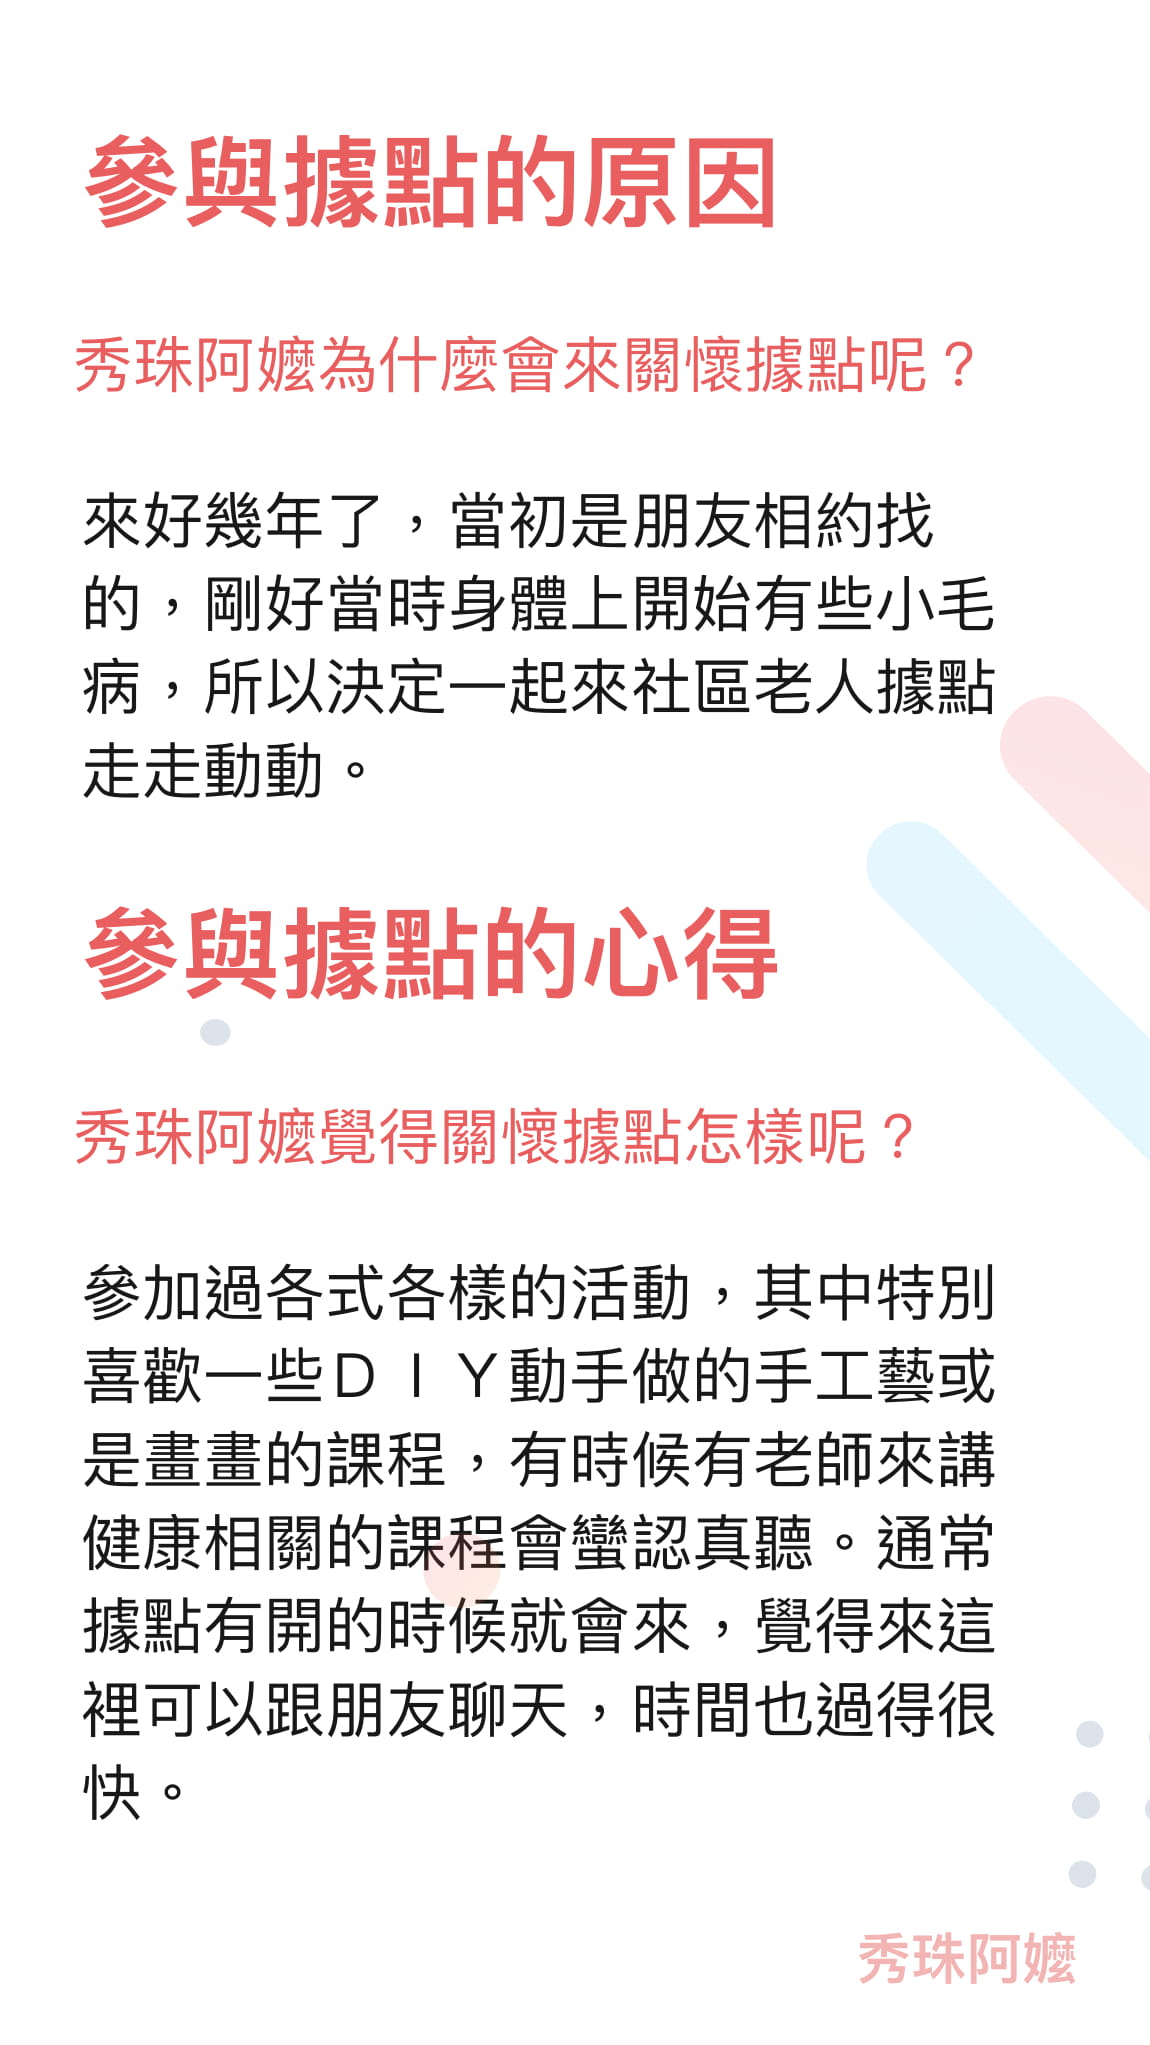 參與據點的原因
秀珠阿嬤為什麼會來關懷據點呢？
來好幾年了，當初是朋友相約找
的，剛好當時身體上開始有些小毛
病，所以決定一起來社區老人據點
走走動動。
參與據點的心得
秀珠阿嬤覺得關懷據點怎樣呢？
參加過各式各樣的活動，其中特別
喜歡一些ＤＩＹ動手做的手工藝或
是畫畫的課程，有時候有老師來講
健康相關的課程會蠻認真聽。通常
據點有開的時候就會來，覺得來這
裡可以跟朋友聊天，時間也過得很
快。
秀珠阿嬤